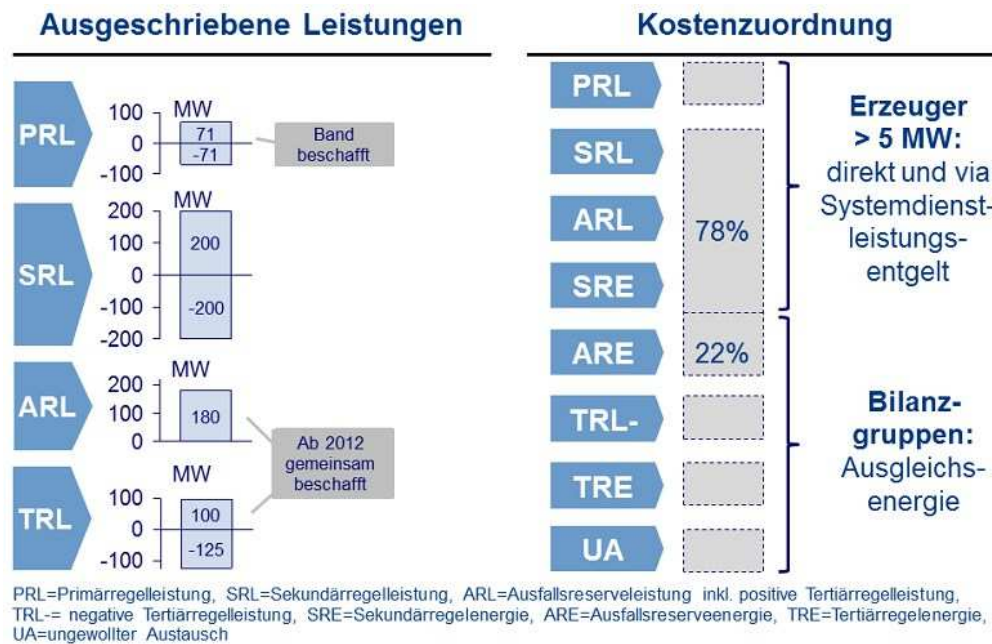 Ausgeschriebene Leistungen
PRL
MW
100
0
-100
71
-71
Band
beschafft
SRL
MW
200
100
0
-100
-200
200
-200
ARL
MW
200
100
0
180
Ab 2012
gemeinsam
beschafft
TRL
MW
100
0
-100
100
-125
Kostenzuordnung
PRL
SRL
ARL
SRE
ARE
TRL-
TRE
UA
78%
22%
Erzeuger
> 5 MW:
direkt und via
Systemdienst-
leistungs-
entgelt
Bilanz-
gruppen:
Ausgleichs-
energie
PRL=Primärregelleistung, SRL=Sekundärregelleistung, ARL=Ausfallsreserveleistung inkl. positive Tertiärregelleistung,
TRL-= negative Tertiärregelleistung, SRE=Sekundärregelenergie, ARE=Ausfallsreserveenergie, TRE=Tertiärregelenergie,
UA=ungewollter Austausch